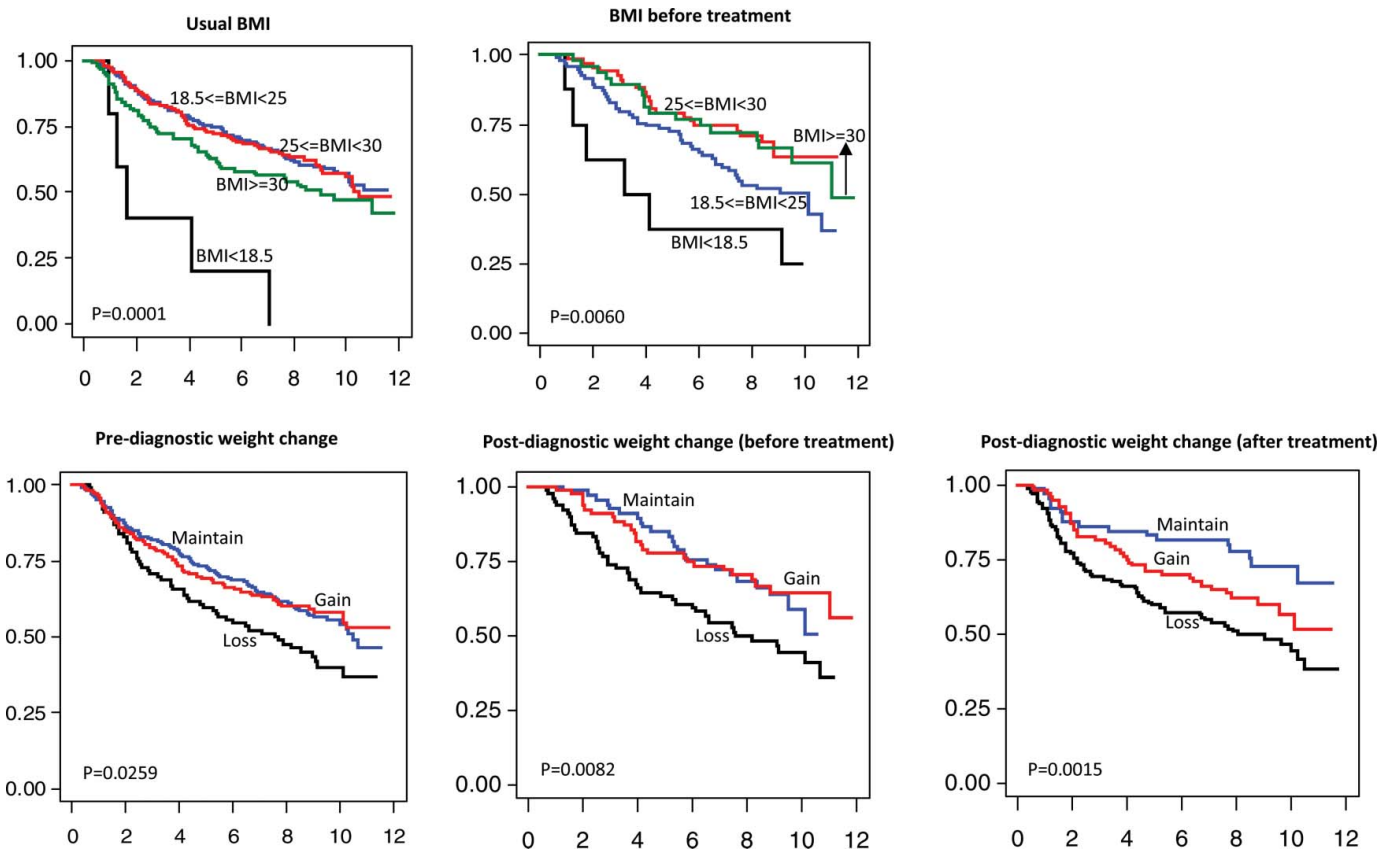 Usual BMI
1.00
0.75
0.50
0.25
0.00
18.5<=BMI<25
25<=BMI<30
BMI>=30
BMI<18.5
P=0.0001
0 2 4 6 8 10 12
BMI before treatment
1.00
0.75
0.50
0.25
0.00
25<=BMI<30
BMI>=30
18.5<=BMI<25
BMI<18.5
P=0.0060
0 2 4 6 8 10 12
Pre-diagnostic weight change
1.00
0.75
0.50
0.25
0.00
Maintain
Gain
Loss
P=0.0259
0 2 4 6 8 10 12
Post-diagnostic weight change (before treatment)
1.00
0.75
0.50
0.25
0.00
Maintain
Gain
Loss
P=0.0082
0 2 4 6 8 10 12
Post-diagnostic weight change (after treatment)
1.00
0.75
0.50
0.25
0.00
Maintain
Gain
Loss
P=0.0015
0 2 4 6 8 10 12